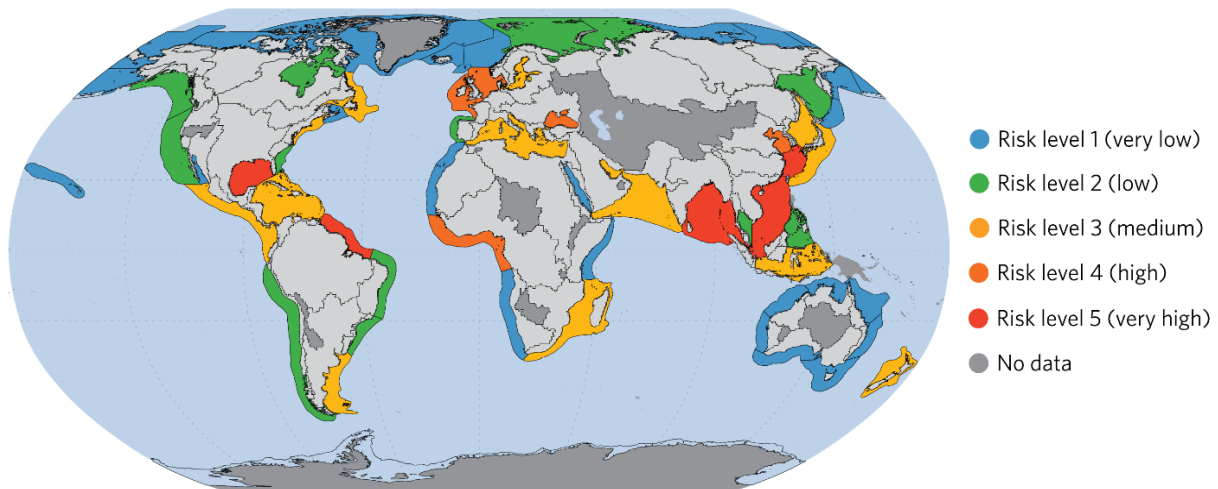 Risk level 1 (very low)
Risk level 2 (low)
Risk level 3 (medium)
Risk level 4 (high)
Risk level 5 (very high)
No data